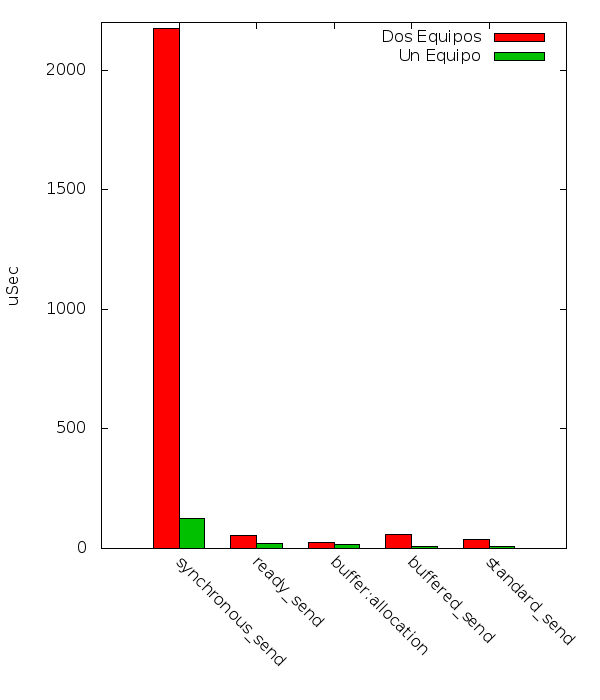 Dos Equipos
Un Equipo
2000
1500
1000
500
0
uSec
synchronous_send
ready_send
buffer:allocation
buffered_send
standard_send